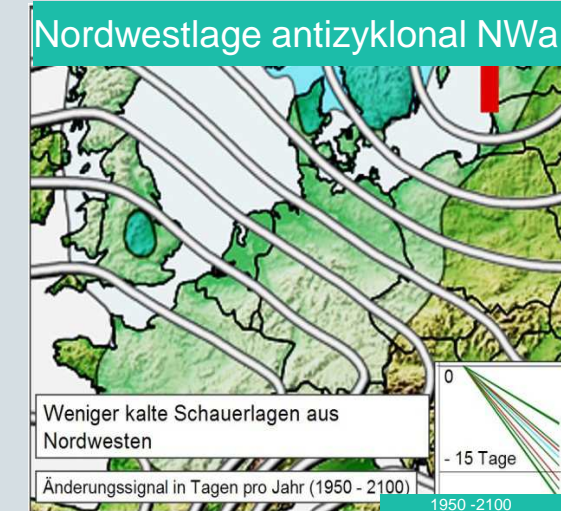 Nordwestlage antizyklonal NWa
0
Weniger kalte Schauerlagen aus
Nordwesten
- 15 Tage
Änderungssignal in Tagen pro Jahr (1950 - 2100)
1950 -2100